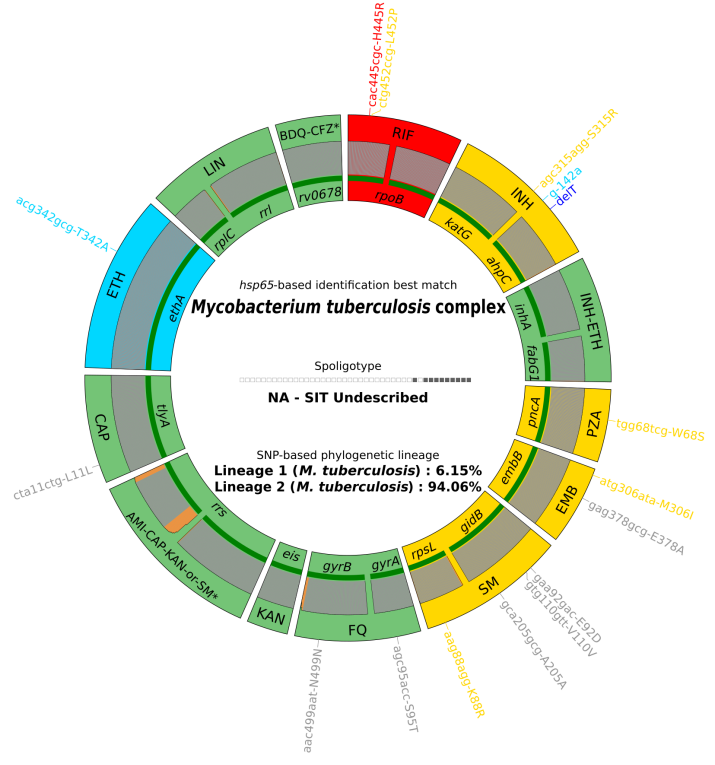 cac445cgc-H445R
ctg452ccg-L452P
agc315agg-S315R
g-142a
delT
acg342gcg-T342A
BDQ-CFZ*
RIF
LIN
INH
rv0678
rpoB
rrl
rplC
katG
ahpC
ETH
ethA
INH-ETH
inhA
fabG1
hsp65-based identification best match
Mycobacterium tuberculosis complex
Spoligotype
NA - SIT Undescribed
CAP
tlyA
pncA
PZA
tgg68tcg-W68S
SNP-based phylogenetic lineage
Lineage 1 (M. tuberculosis) : 6.15%
Lineage 2 (M. tuberculosis) : 94.06%
cta11ctg-L11L
embB
EMB
atg306ata-M306I
gag378gcg-E378A
AMI-CAP-KAN-or-SM*
rrs
gidB
rpsL
SM
eis
gyrB
gyrA
KAN
FQ
gaa92gac-E92D
gtg110gtt-V110V
gca205gcg-A205A
aag88agg-K88R
agc95acc-S95T
aac499aat-N499N